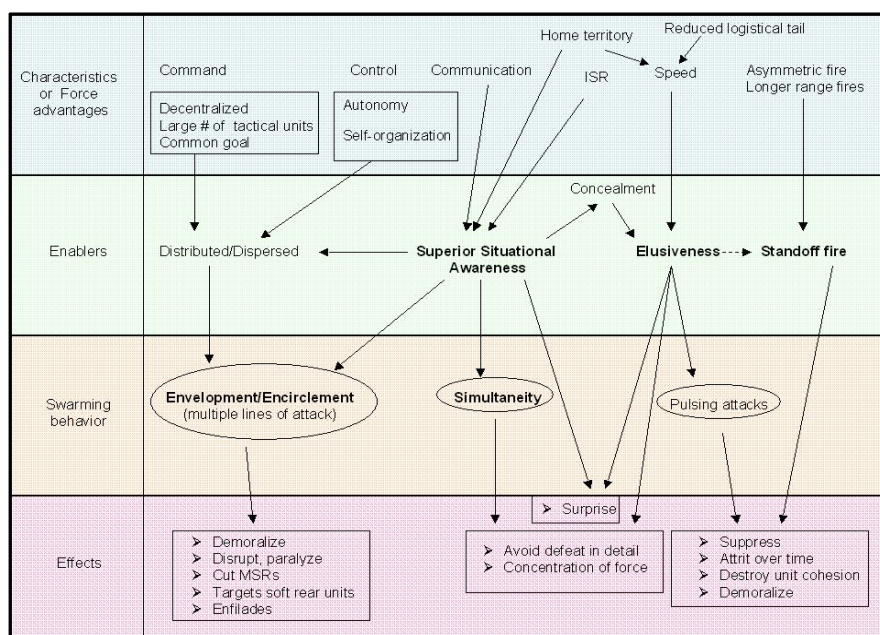 Characteristics
or Force
advantages
Command
Decentralized
Large # of tactical units
Common goal
Control
Autonomy
Self-organization
Communication
Home territory
ISR
Reduced logistical tail
Speed
Asymmetric fire
Longer range fires
Enablers
Distributed/Dispersed
Superior Situational
Awareness
Concealment
Elusiveness
Standoff fire
Swarming
behavior
Envelopment/Encirclement
(multiple lines of attack)
Simultaneity
Pulsing attacks
Effects
Demoralize
Disrupt, paralyze
Cut MSRs
Targets soft rear units
Enfilades
Surprise
Avoid defeat in detail
Concentration of force
Suppress
Attrit over time
Destroy unit cohesion
Demoralize